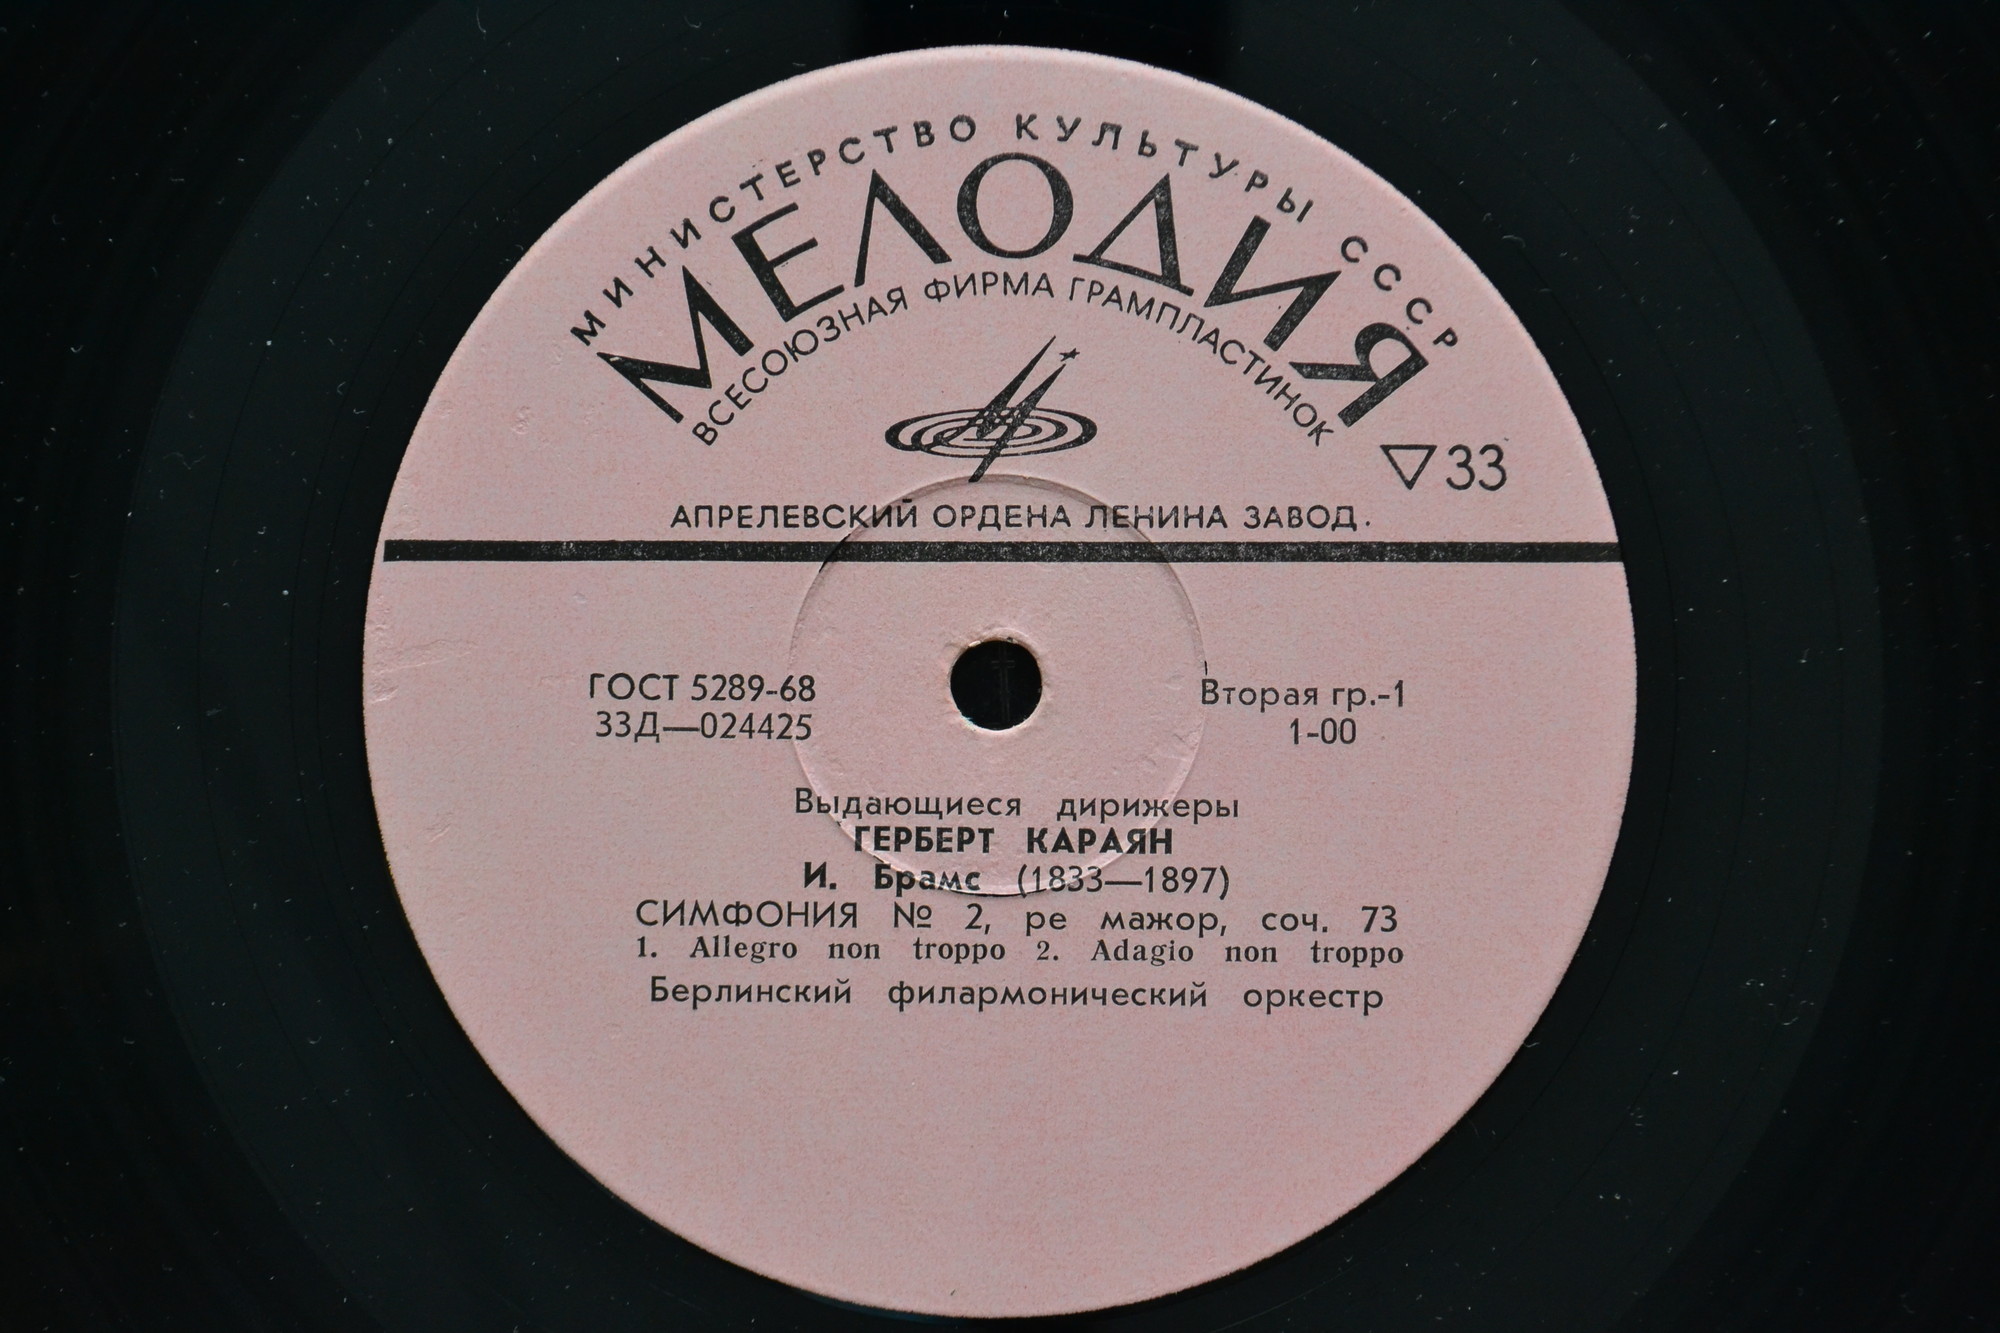 МИНИСТЕРСТВО КУЛЬТУРЫ СССР
МЕЛОДИЯ
ВСЕСОЮЗНАЯ ФИРМА ГРАМПЛАСТИНОК
33
АПРЕЛЕВСКИЙ ОРДЕНА ЛЕНИНА ЗАВОД.
ГОСТ 5289-68
33Д—024425
Вторая гр.-1
1-00
Выдающиеся дирижеры
ГЕРБЕРТ КАРАЯН
И. Брамс (1833—1897)
СИМФОНИЯ № 2, ре мажор, соч. 73
1. Allegro non troppo 2. Adagio non troppo
Берлинский филармонический оркестр